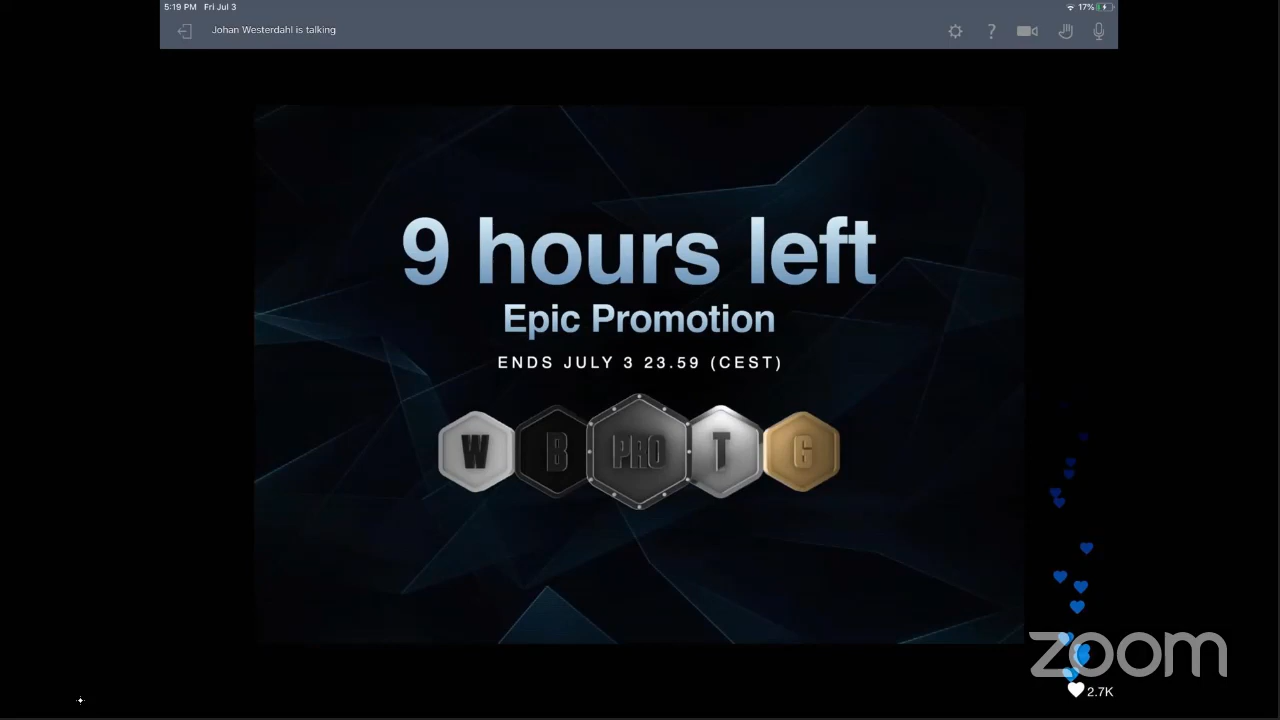 5:19 PM Fri Jul 3
17%
Johan Westerdahl is talking
?
9 hours left
Epic Promotion
ENDS JULY 3 23.59 (CEST)
W B PRO T G
zoom
2.7K